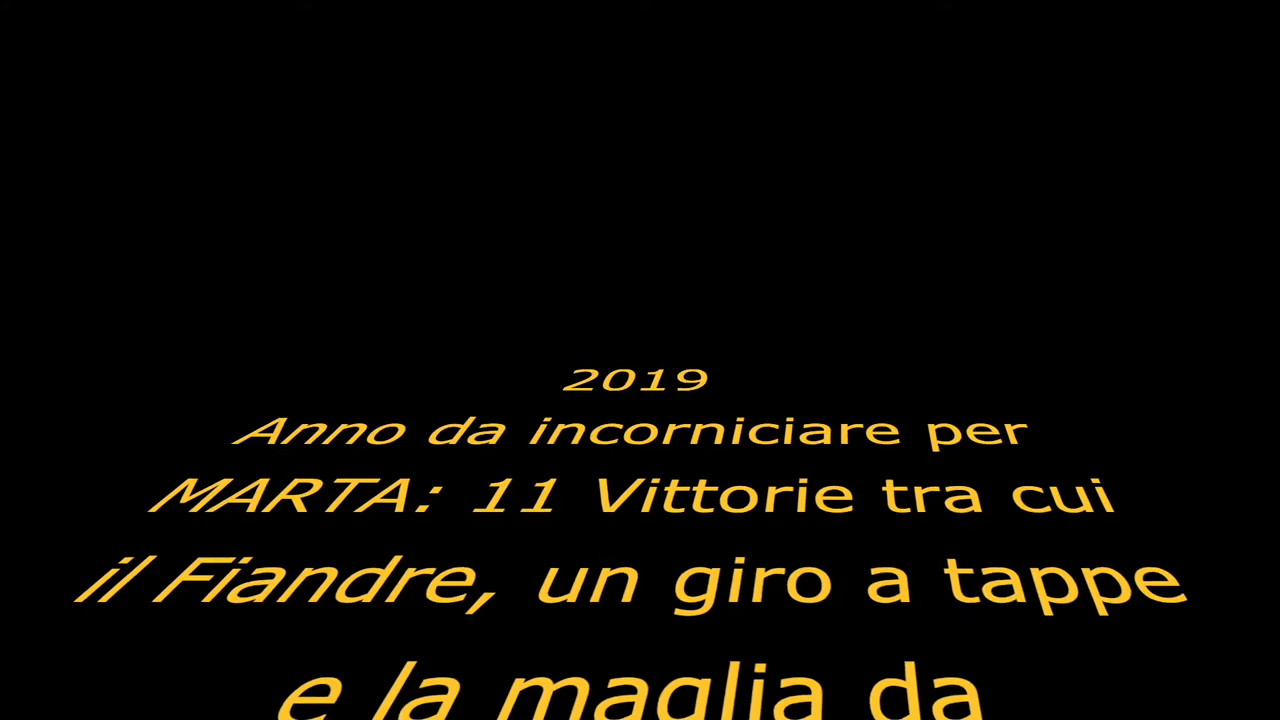 2019
Anno da incorniciare per
MARTA: 11 Vittorie tra cui
il Fiandre, un giro a tappe
e la maglia da